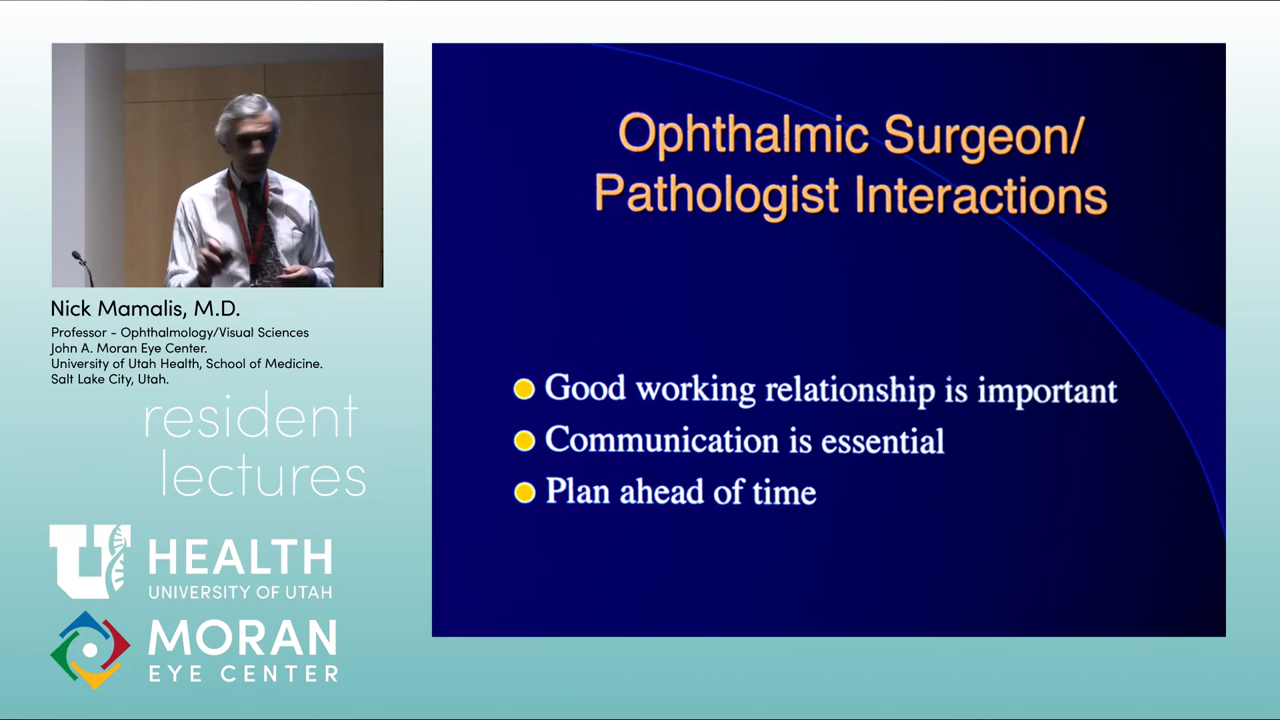 Nick Mamalis, M.D.
Professor - Ophthalmology/Visual Sciences
John A. Moran Eye Center.
University of Utah Health, School of Medicine.
Salt Lake City, Utah.
resident
lectures
U HEALTH
UNIVERSITY OF UTAH
MORAN
EYE CENTER
Ophthalmic Surgeon/
Pathologist Interactions
Good working relationship is important
Communication is essential
Plan ahead of time